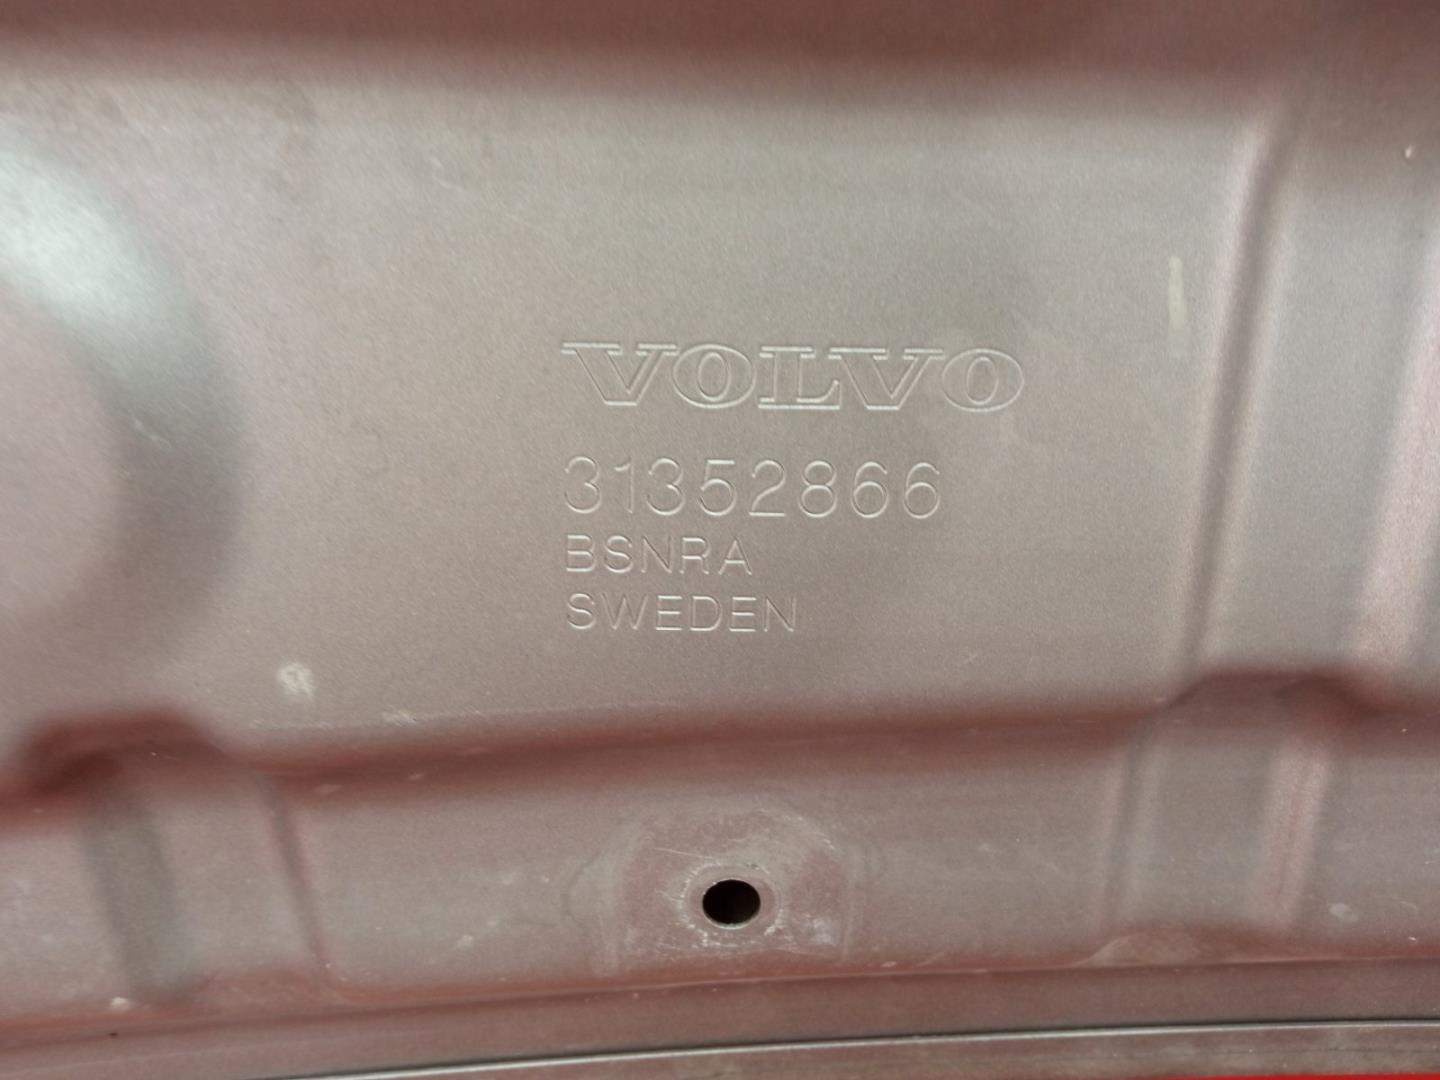 VOLVO
31352866
BSNRA
SWEDEN